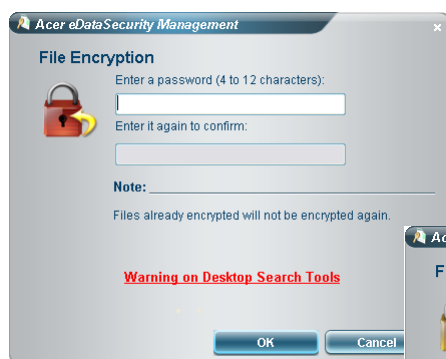 Acer eDataSecurity Management
File Encryption
Enter a password (4 to 12 characters):
Enter it again to confirm:
Note:
Files already encrypted will not be encrypted again.
Warning on Desktop Search Tools
OK Cancel
Ac
F